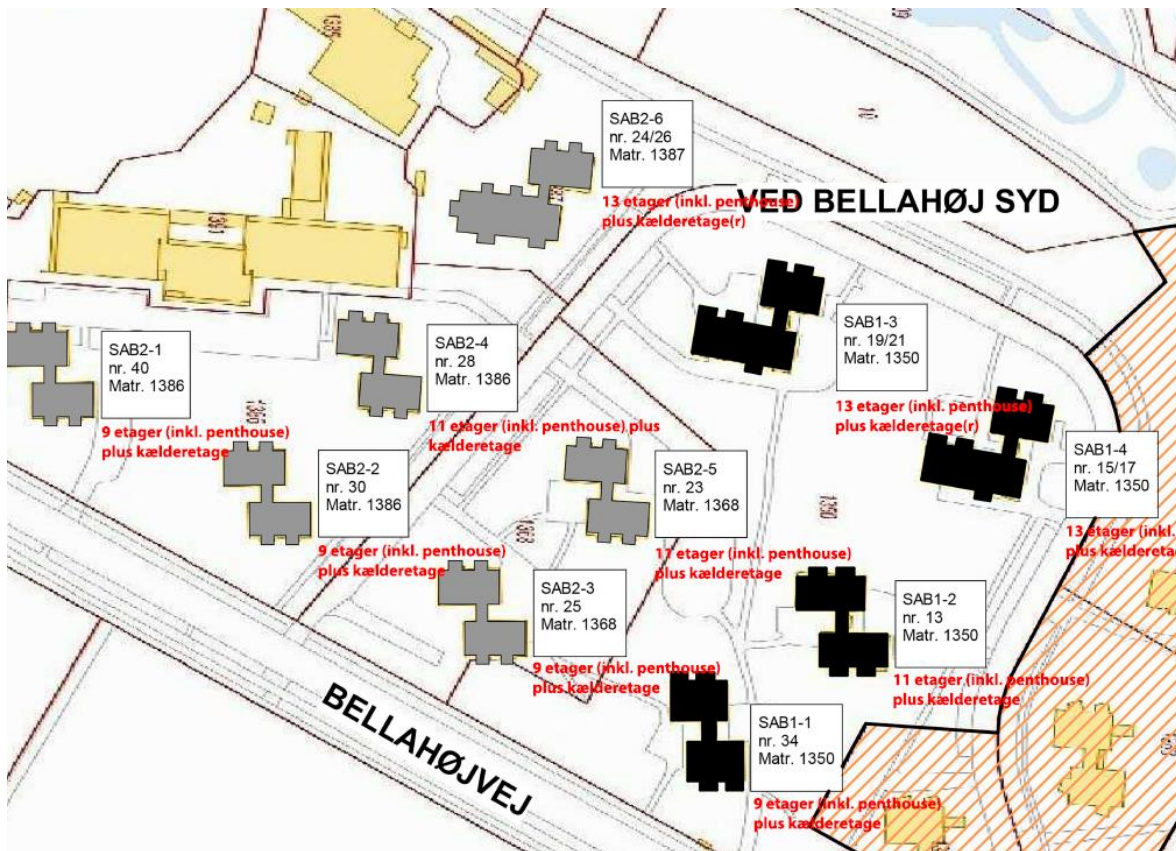 1385
10
SAB2-6
nr. 24/26
Matr. 1387
13 etager (inkl. penthouse)
plus kælderetage(r)
VED BELLAHØJ SYD
1391
SAB1-3
nr. 19/21
Matr. 1350
13 etager (inkl. penthouse)
plus kælderetage(r)
SAB2-1
nr. 40
Matr. 1386
9 etager (inkl. penthouse)
plus kælderetage
SAB2-4
nr. 28
Matr. 1386
11 etager (inkl. penthouse) plus
kælderetage
SAB2-2
nr. 30
Matr. 1386
9 etager (inkl. penthouse)
plus kælderetage
SAB2-5
nr. 23
Matr. 1368
11 etager (inkl. penthouse)
plus kælderetage
1350
SAB1-4
nr. 15/17
Matr. 1350
13 etager (inkl.
plus kældereta
1368
SAB2-3
nr. 25
Matr. 1368
9 etager (inkl. penthouse)
plus kælderetage
SAB1-2
nr. 13
Matr. 1350
11 etager (inkl. penthouse)
plus kælderetage
SAB1-1
nr. 34
Matr. 1350
9 etager (inkl. penthouse)
plus kælderetage
BELLAHØJVEJ